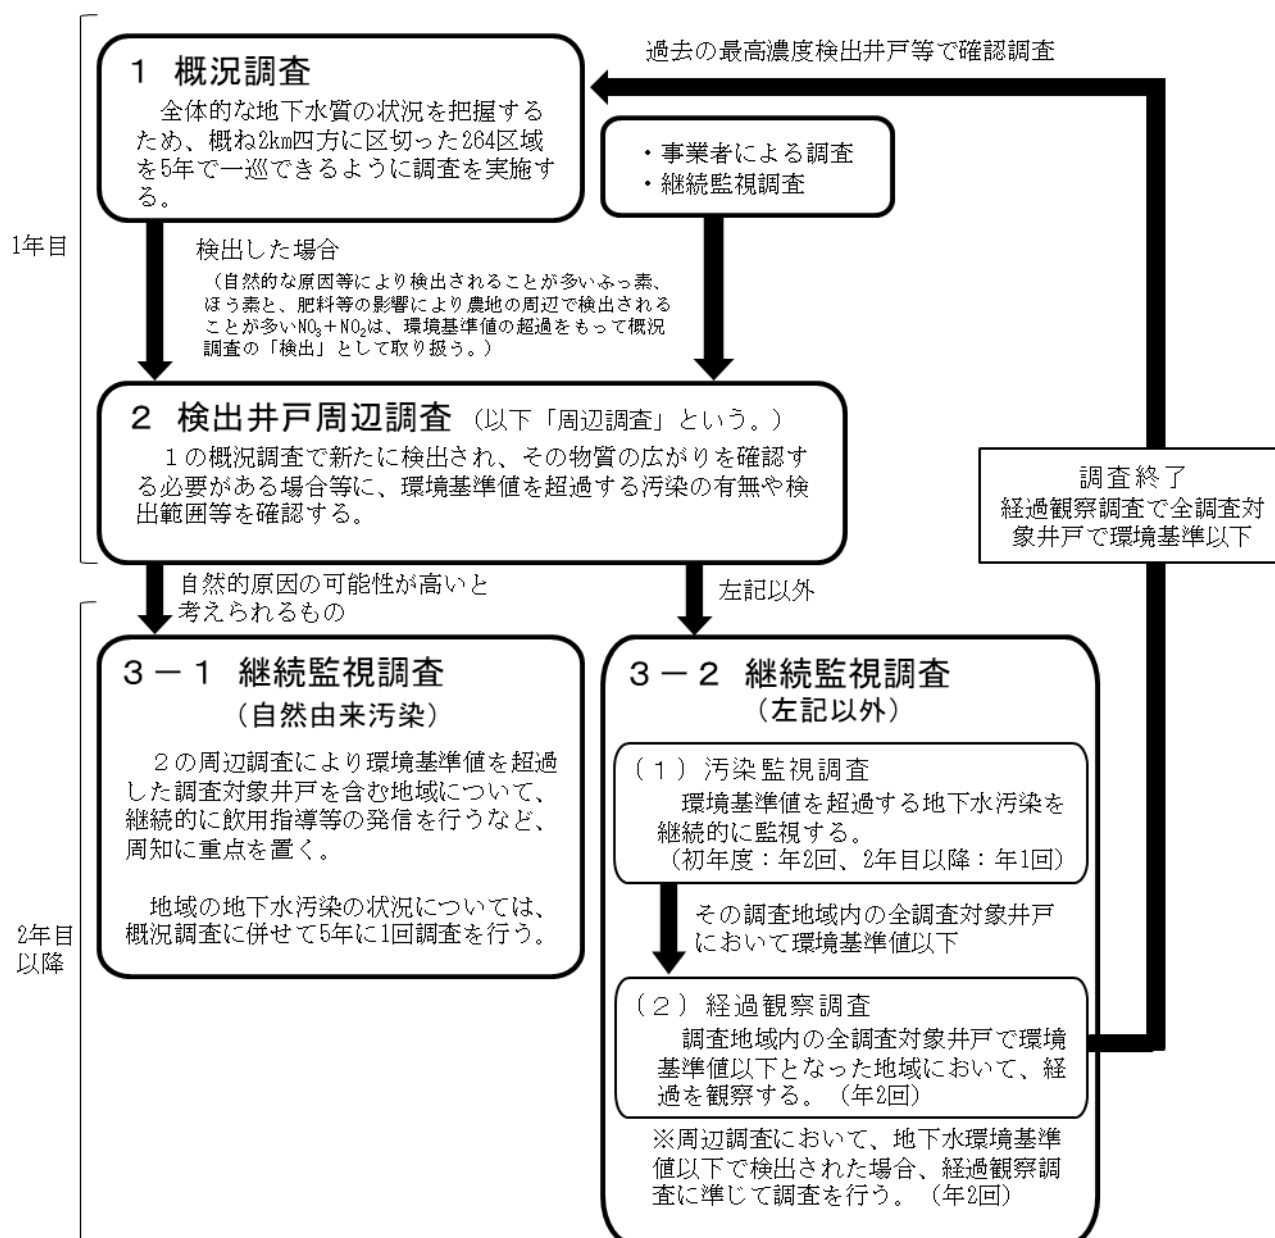 1年目
1 概況調査
全体的な地下水質の状況を把握する
ため、概ね2km四方に区切った264区域
を5年で一巡できるように調査を実施す
る。
過去の最高濃度検出井戸等で確認調査
・事業者による調査
・継続監視調査
検出した場合
（自然的な原因等により検出されることが多いふっ素、
ほう素と、肥料等の影響により農地の周辺で検出される
ことが多いNO₃＋NO₂は、環境基準値の超過をもって概況
調査の「検出」として取り扱う。）
2 検出井戸周辺調査（以下「周辺調査」という。）
１の概況調査で新たに検出され、その物質の広がりを確認す
る必要がある場合等に、環境基準値を超過する汚染の有無や検
出範囲等を確認する。
調査終了
経過観察調査で全調査対
象井戸で環境基準以下
自然的原因の可能性が高いと
考えられるもの
左記以外
2年目
以降
３－１ 継続監視調査
（自然由来汚染）
２の周辺調査により環境基準値を超過
した調査対象井戸を含む地域について、
継続的に飲用指導等の発信を行うなど、
周知に重点を置く。
地域の地下水汚染の状況については、
概況調査に併せて5年に1回調査を行う。
３－２ 継続監視調査
（左記以外）
（１）汚染監視調査
環境基準値を超過する地下水汚染を
継続的に監視する。
（初年度：年2回、2年目以降：年1回）
その調査地域内の全調査対象井戸
において環境基準値以下
（２）経過観察調査
調査地域内の全調査対象井戸で環境
基準値以下となった地域において、経
過を観察する。（年2回）
※周辺調査において、地下水環境基準
値以下で検出された場合、経過観察調
査に準じて調査を行う。（年2回）